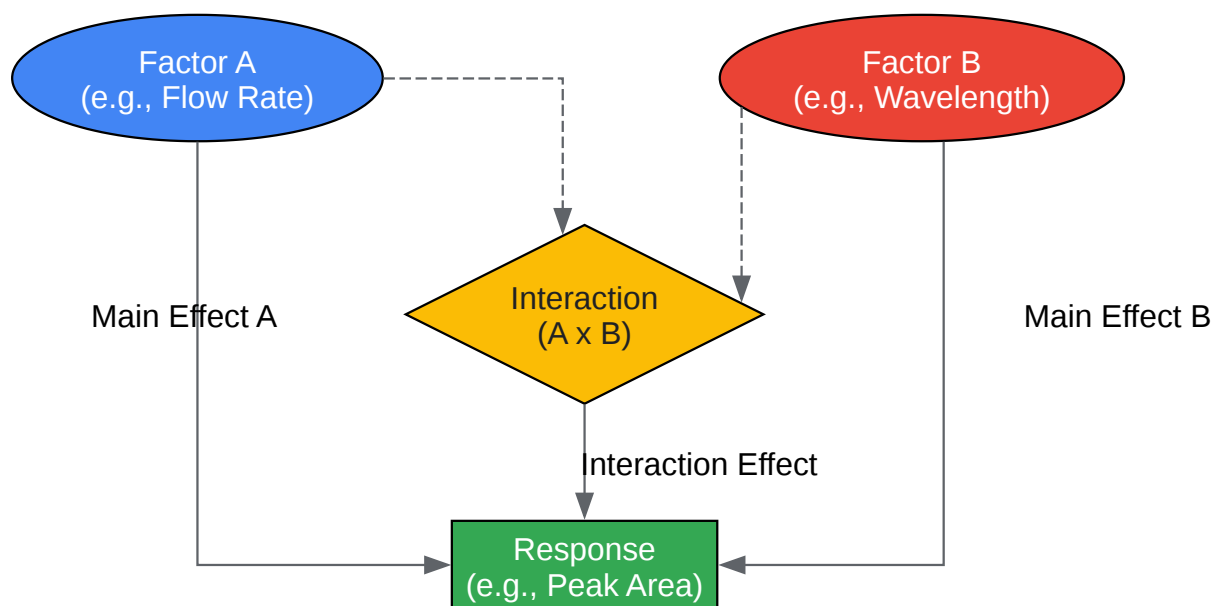 Factor A
(e.g., Flow Rate)
Factor B
(e.g., Wavelength)
Main Effect A
Interaction
(A x B)
Main Effect B
Interaction Effect
Response
(e.g., Peak Area)